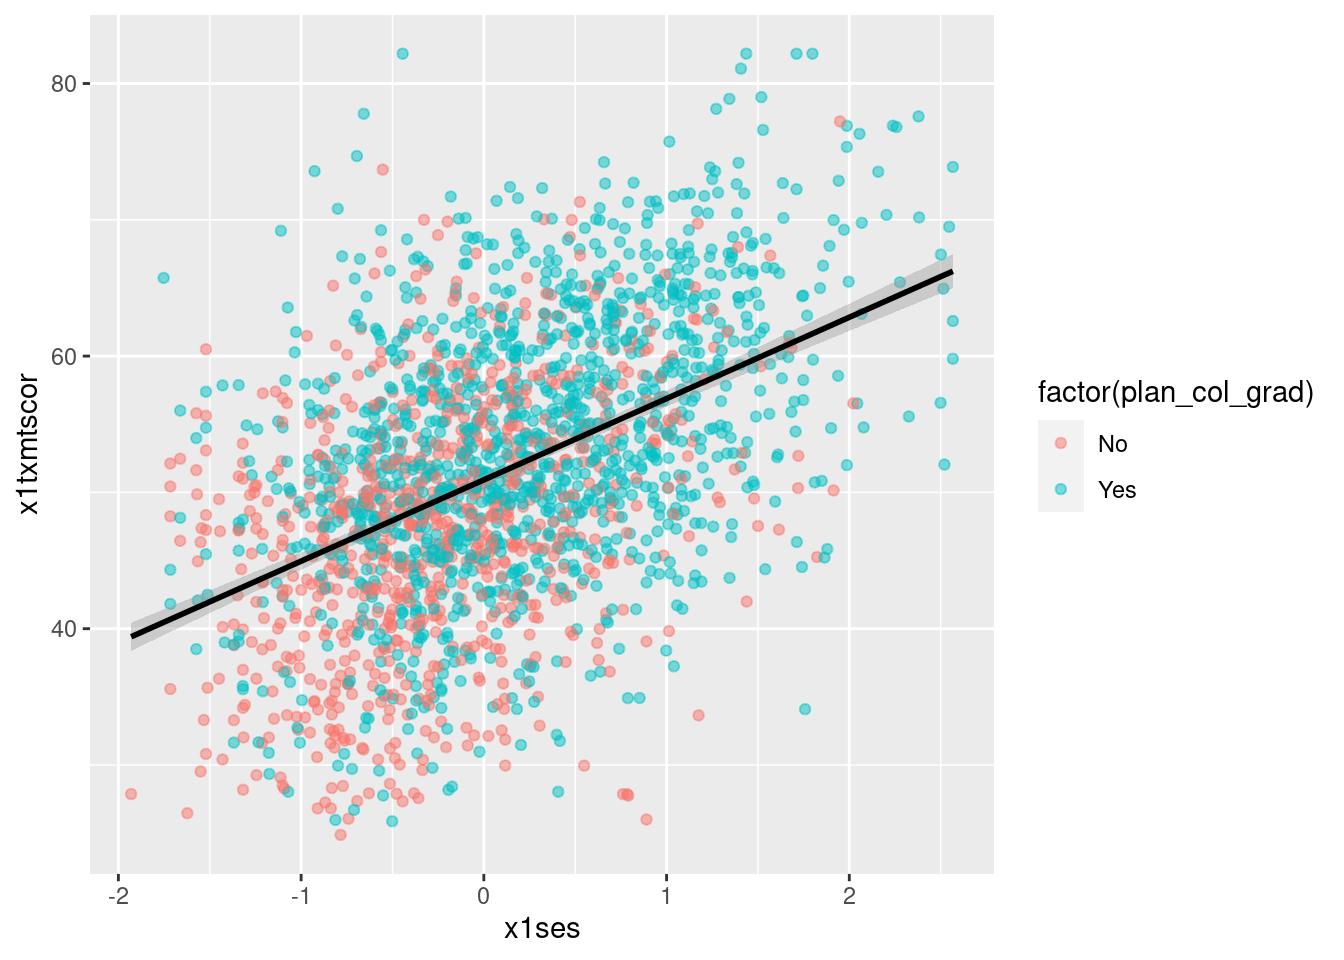 80
60
40
x1txmtscor
-2
-1
0
1
2
x1ses
factor(plan_col_grad)
No
Yes